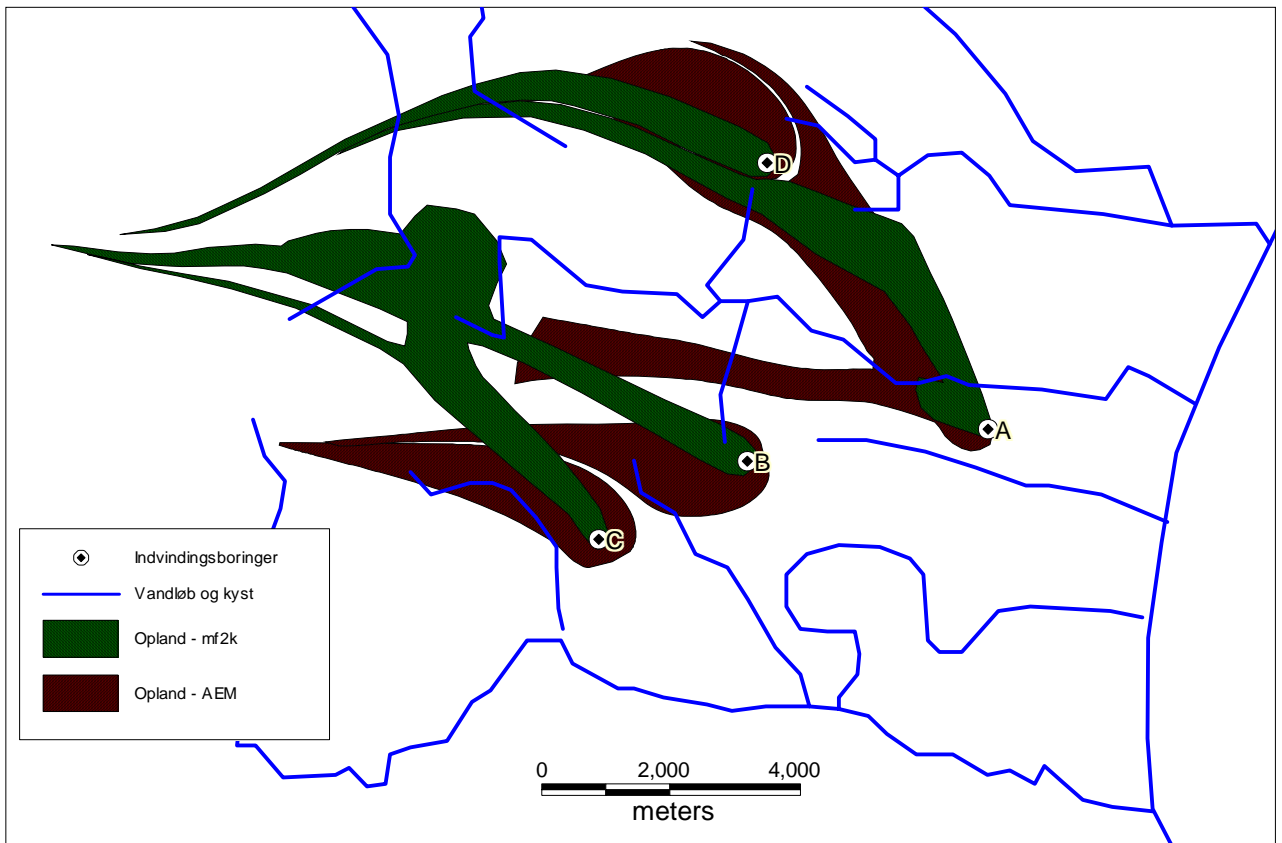 D
A
B
C
Indvindingsboringer
Vandløb og kyst
Opland - mf2k
Opland - AEM
0 2,000 4,000
meters